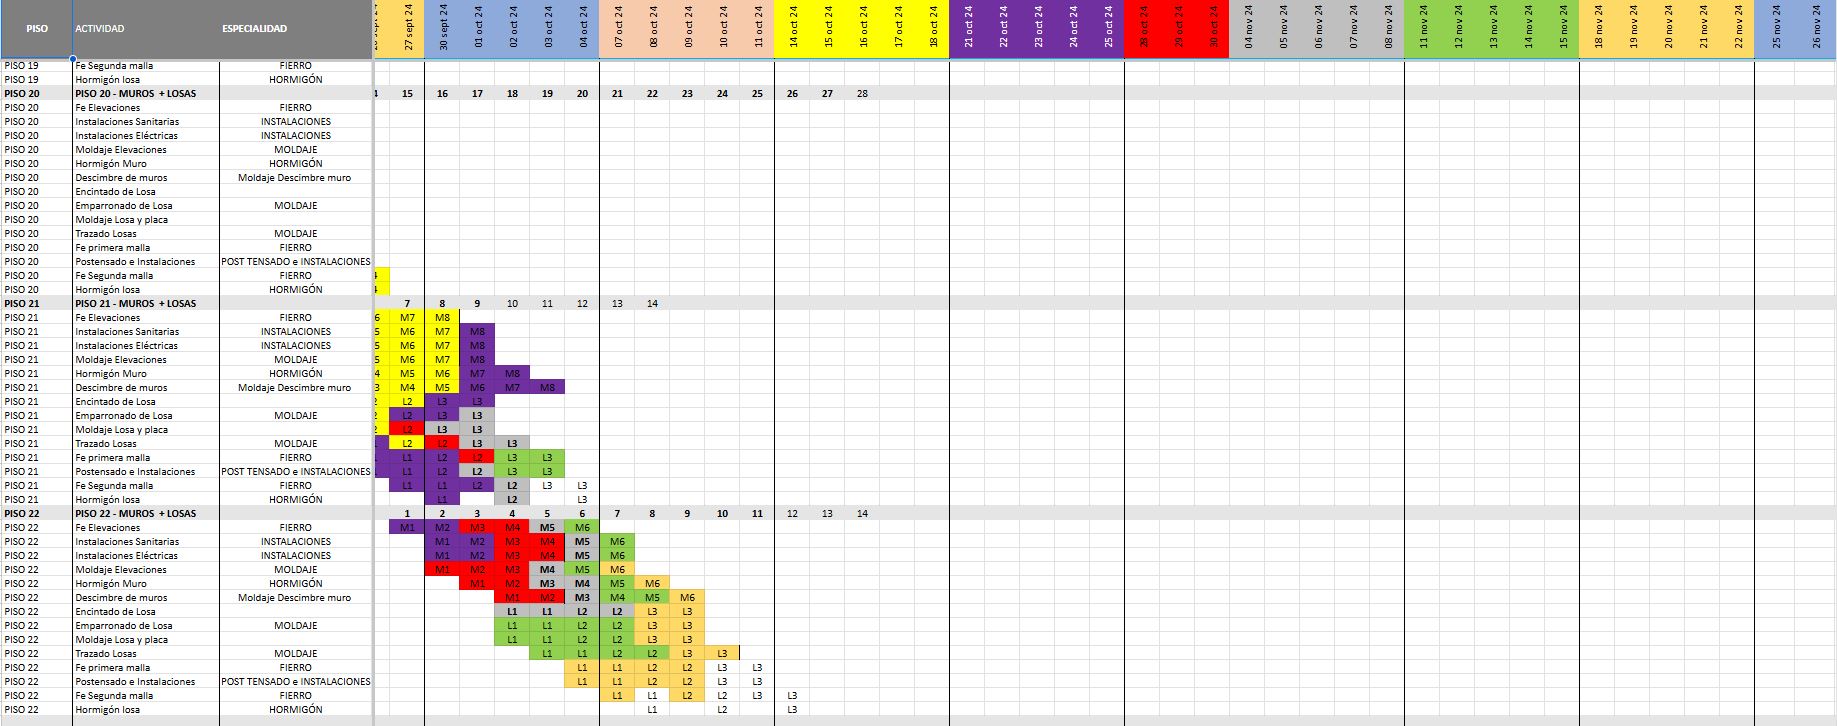 PISO ACTIVIDAD ESPECIALIDAD 27 sept 24 30 sept 24 01 oct 24 02 oct 24 03 oct 24 04 oct 24 07 oct 24 08 oct 24 09 oct 24 10 oct 24 11 oct 24 14 oct 24 15 oct 24 16 oct 24 17 oct 24 18 oct 24 21 oct 24 22 oct 24 23 oct 24 24 oct 24 25 oct 24 28 oct 24 29 oct 24 30 oct 24 04 nov 24 05 nov 24 06 nov 24 07 nov 24 08 nov 24 11 nov 24 12 nov 24 13 nov 24 14 nov 24 15 nov 24 18 nov 24 19 nov 24 20 nov 24 21 nov 24 22 nov 24 25 nov 24 26 nov 24
PISO 19 Fe Segunda malla FIERRO
PISO 19 Hormigón losa HORMIGÓN
PISO 20 PISO 20 - MUROS + LOSAS 15 16 17 18 19 20 21 22 23 24 25 26 27 28
PISO 20 Fe Elevaciones FIERRO
PISO 20 Instalaciones Sanitarias INSTALACIONES
PISO 20 Instalaciones Eléctricas INSTALACIONES
PISO 20 Moldaje Elevaciones MOLDAJE
PISO 20 Hormigón Muro HORMIGÓN
PISO 20 Descimbre de muros Moldaje Descimbre muro
PISO 20 Encintado de Losa
PISO 20 Emparronado de Losa MOLDAJE
PISO 20 Moldaje Losa y placa
PISO 20 Trazado Losas MOLDAJE
PISO 20 Fe primera malla FIERRO
PISO 20 Postensado e Instalaciones POST TENSADO e INSTALACIONES
PISO 20 Fe Segunda malla FIERRO
PISO 20 Hormigón losa HORMIGÓN
PISO 21 PISO 21 - MUROS + LOSAS 7 8 9 10 11 12 13 14
PISO 21 Fe Elevaciones FIERRO 6 M7 M8
PISO 21 Instalaciones Sanitarias INSTALACIONES 5 M6 M7 M8
PISO 21 Instalaciones Eléctricas INSTALACIONES 5 M6 M7 M8
PISO 21 Moldaje Elevaciones MOLDAJE 5 M6 M7 M8
PISO 21 Hormigón Muro HORMIGÓN 4 M5 M6 M7 M8
PISO 21 Descimbre de muros Moldaje Descimbre muro 3 M4 M5 M6 M7 M8
PISO 21 Encintado de Losa L2 L3 L3
PISO 21 Emparronado de Losa MOLDAJE L2 L3 L3
PISO 21 Moldaje Losa y placa L2 L3 L3
PISO 21 Trazado Losas MOLDAJE L2 L2 L3 L3
PISO 21 Fe primera malla FIERRO L1 L2 L2 L3 L3
PISO 21 Postensado e Instalaciones POST TENSADO e INSTALACIONES L1 L2 L2 L3 L3
PISO 21 Fe Segunda malla FIERRO L1 L1 L2 L2 L3 L3
PISO 21 Hormigón losa HORMIGÓN L1 L2 L3
PISO 22 PISO 22 - MUROS + LOSAS 1 2 3 4 5 6 7 8 9 10 11 12 13 14
PISO 22 Fe Elevaciones FIERRO M1 M2 M3 M4 M5 M6
PISO 22 Instalaciones Sanitarias INSTALACIONES M1 M2 M3 M4 M5 M6
PISO 22 Instalaciones Eléctricas INSTALACIONES M1 M2 M3 M4 M5 M6
PISO 22 Moldaje Elevaciones MOLDAJE M1 M2 M3 M4 M5 M6
PISO 22 Hormigón Muro HORMIGÓN M1 M2 M3 M4 M5 M6
PISO 22 Descimbre de muros Moldaje Descimbre muro M1 M2 M3 M4 M5 M6
PISO 22 Encintado de Losa L1 L1 L2 L2 L3 L3
PISO 22 Emparronado de Losa MOLDAJE L1 L1 L2 L2 L3 L3
PISO 22 Moldaje Losa y placa L1 L1 L2 L2 L3 L3
PISO 22 Trazado Losas MOLDAJE L1 L1 L2 L2 L3 L3
PISO 22 Fe primera malla FIERRO L1 L1 L2 L2 L3 L3
PISO 22 Postensado e Instalaciones POST TENSADO e INSTALACIONES L1 L1 L2 L2 L3 L3
PISO 22 Fe Segunda malla FIERRO L1 L1 L2 L2 L3 L3
PISO 22 Hormigón losa HORMIGÓN L1 L2 L3